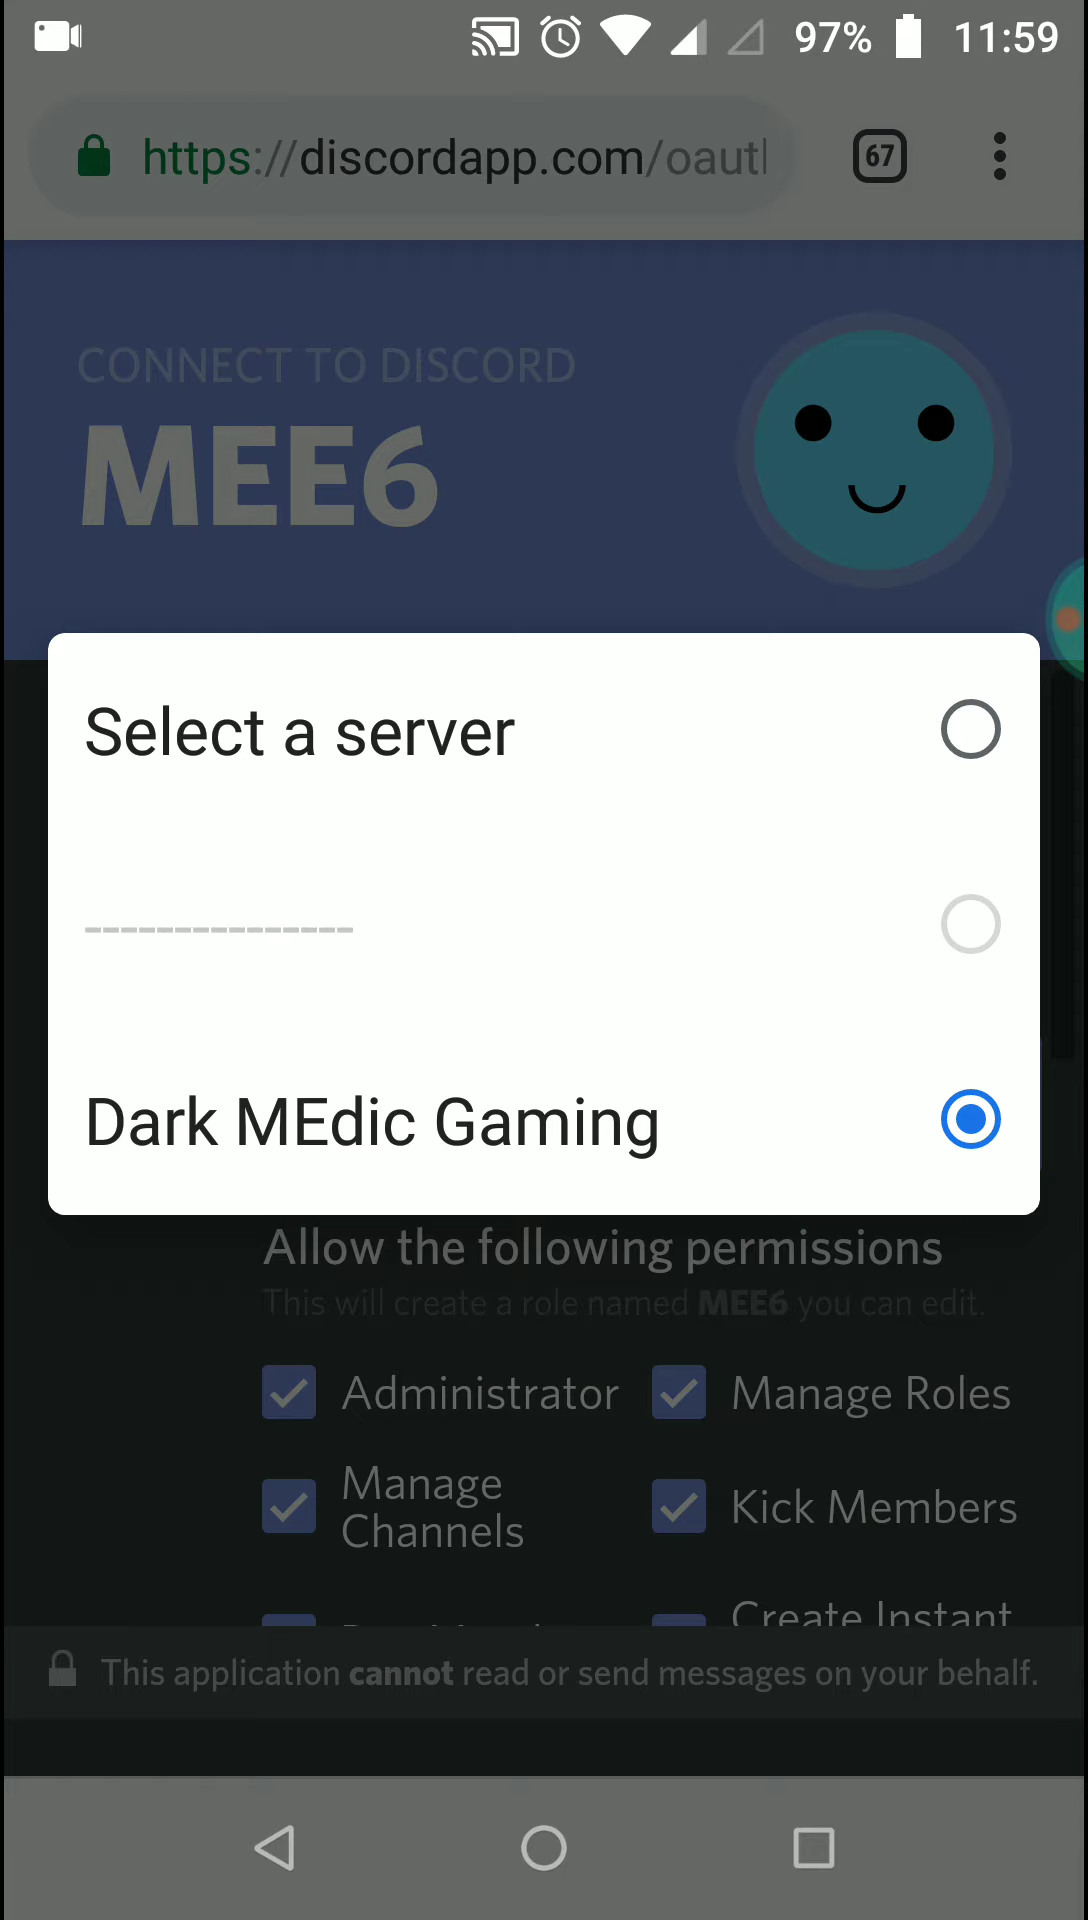 97% 11:59
https://discordapp.com/oaut
67
CONNECT TO DISCORD
MEE6
Select a server
---------------
Dark MEdic Gaming
Allow the following permissions
This will create a role named MEE6 you can edit.
Administrator
Manage Roles
Manage
Channels
Kick Members
Create Instant
This application cannot read or send messages on your behalf.